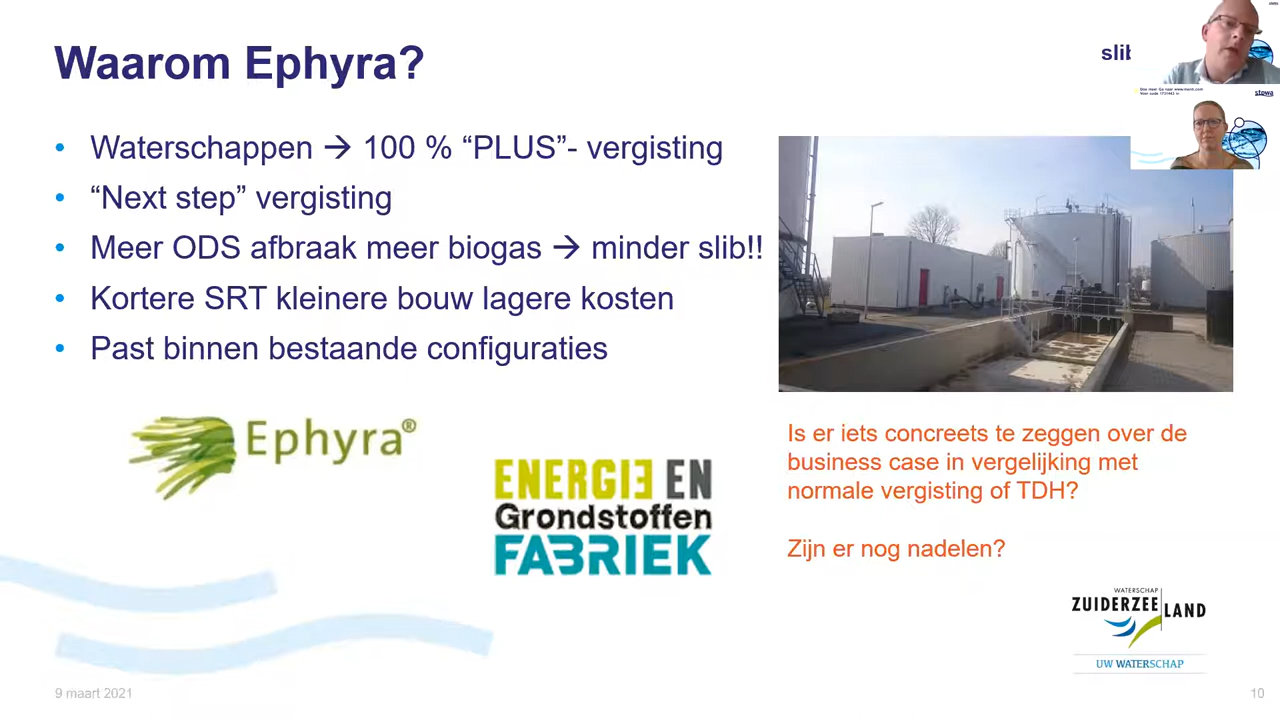 Waarom Ephyra?
slib
• Waterschappen → 100 % “PLUS”- vergisting
• “Next step” vergisting
• Meer ODS afbraak meer biogas → minder slib!!
• Kortere SRT kleinere bouw lagere kosten
• Past binnen bestaande configuraties
Ephyra®
ENERGIE EN
Grondstoffen
FABRIEK
Is er iets concreets te zeggen over de
business case in vergelijking met
normale vergisting of TDH?
Zijn er nog nadelen?
WATERSCHAP
ZUIDERZEELAND
UW WATERSCHAP
9 maart 2021
10
stowa